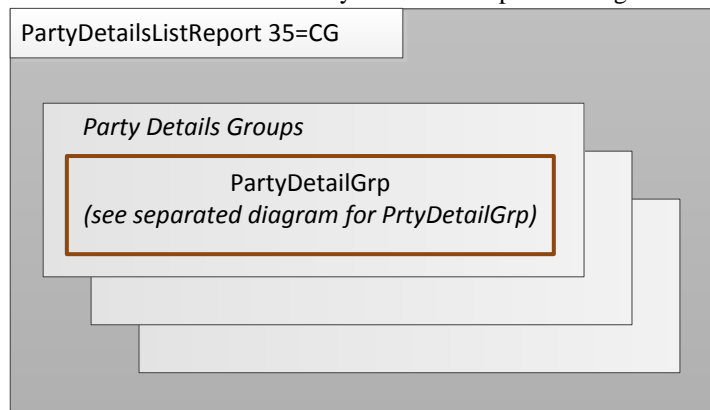 PartyDetailsListReport 35=CG
Party Details Groups
PartyDetailGrp
(see separated diagram for PrtyDetailGrp)